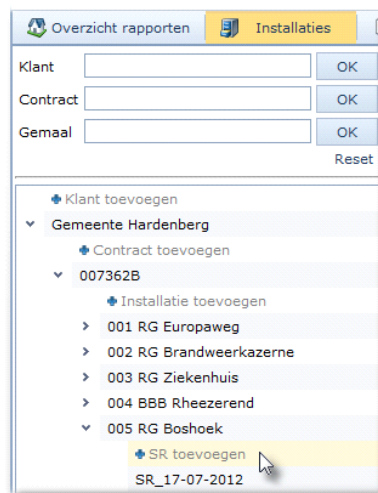 Overzicht rapporten Installaties
Klant OK
Contract OK
Gemaal OK
Reset
Klant toevoegen
Gemeente Hardenberg
Contract toevoegen
007362B
Installatie toevoegen
001 RG Europaweg
002 RG Brandweerkazerne
003 RG Ziekenhuis
004 BBB Rheezerend
005 RG Boshoek
SR toevoegen
SR_17-07-2012